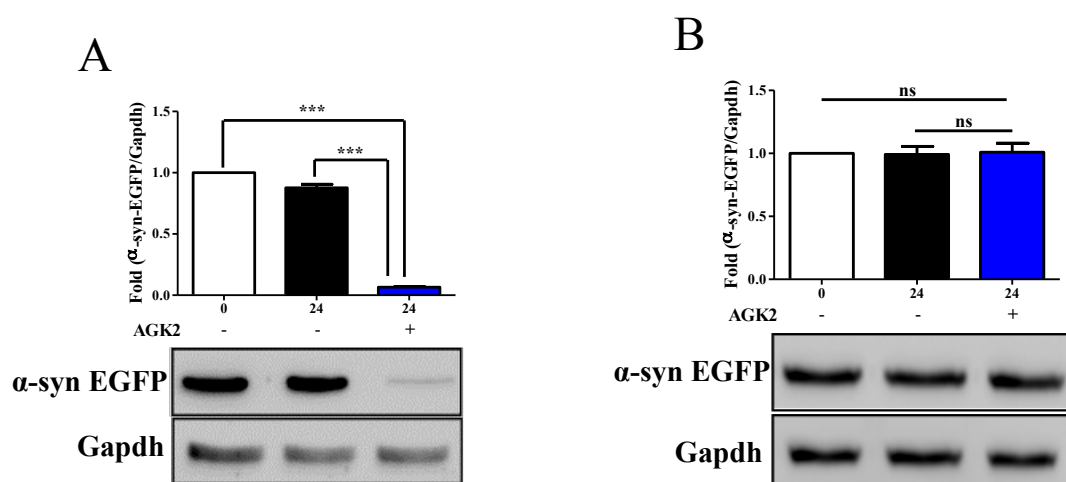 A
Fold (α-syn-EGFP/Gapdh)
1.5
1.0
0.5
0.0
***
***
0 24 24
AGK2 - - +
α-syn EGFP
Gapdh
B
Fold (α-syn-EGFP/Gapdh)
1.5
1.0
0.5
0.0
ns
ns
0 24 24
AGK2 - - +
α-syn EGFP
Gapdh